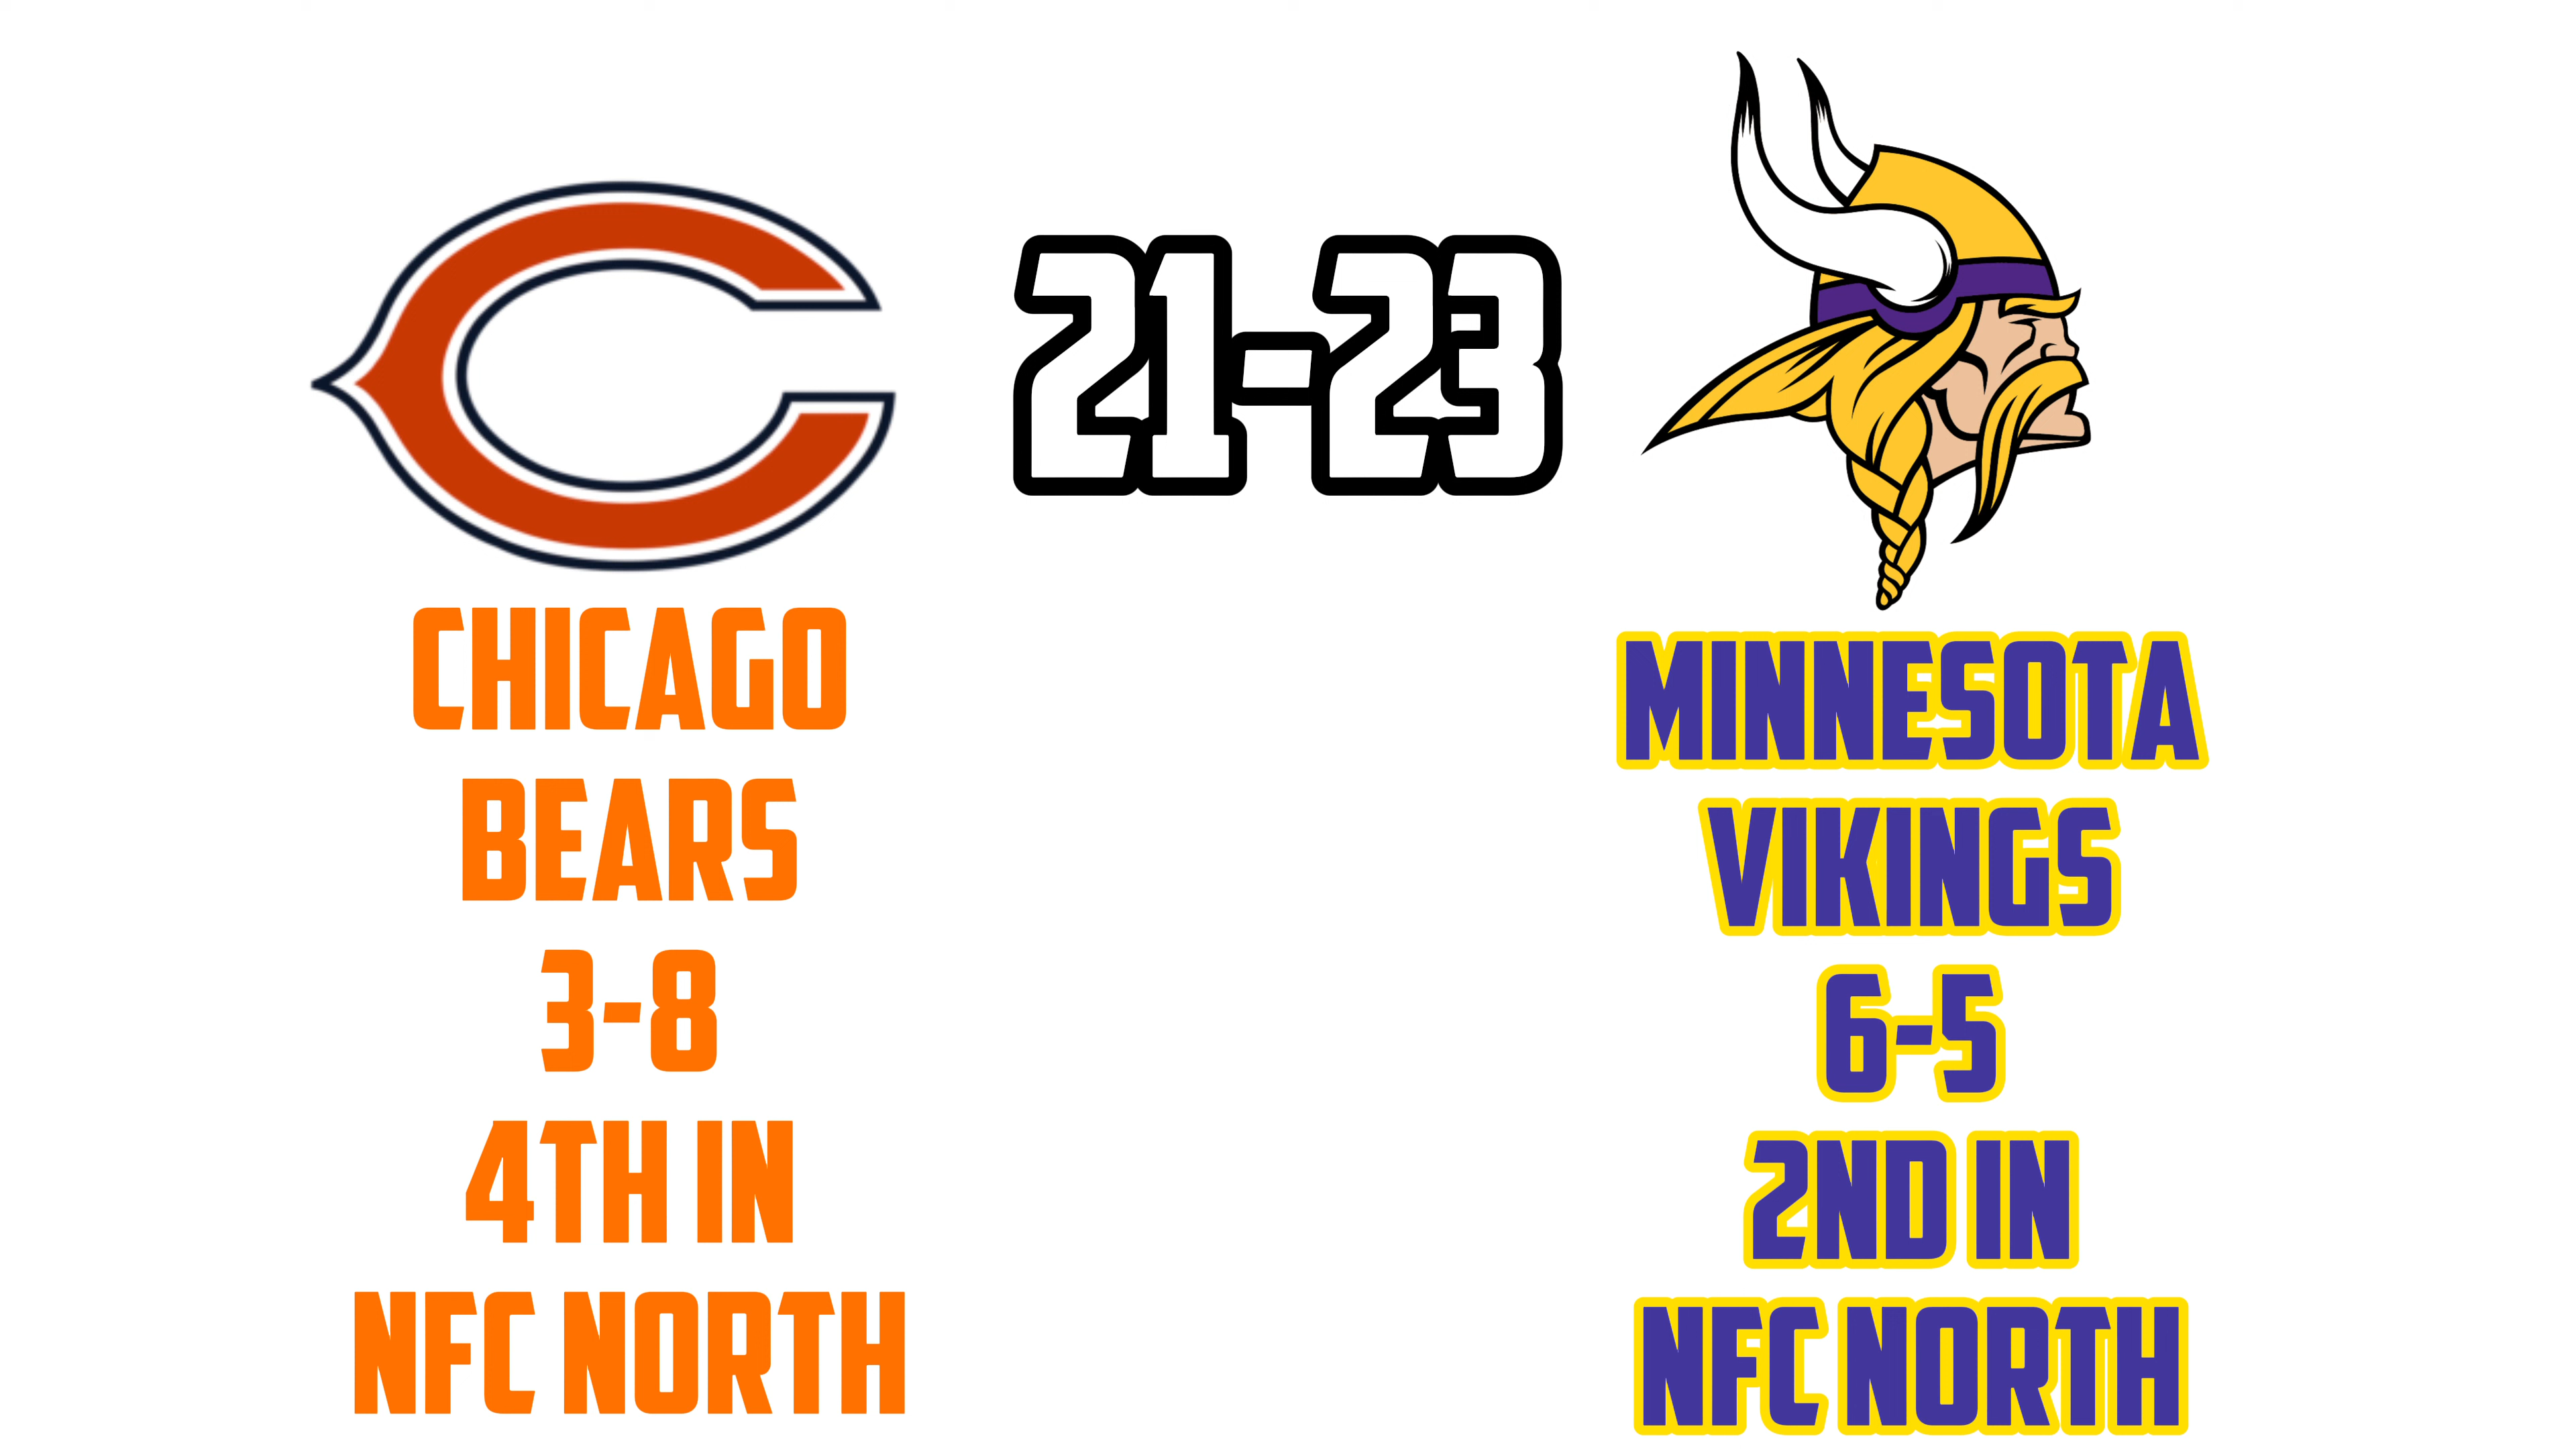 21-23
CHICAGO
BEARS
3-8
4TH IN
NFC NORTH
MINNESOTA
VIKINGS
6-5
2ND IN
NFC NORTH